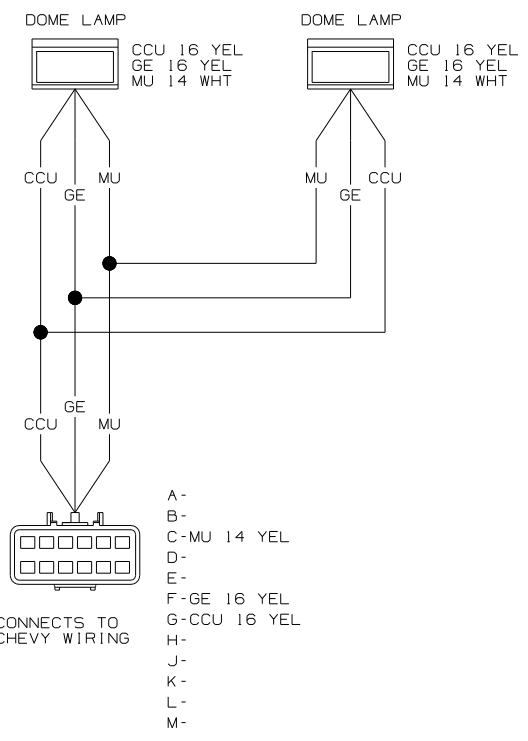 DOME LAMP
CCU 16 YEL
GE 16 YEL
MU 14 WHT
DOME LAMP
CCU 16 YEL
GE 16 YEL
MU 14 WHT
CCU
GE
MU
MU
GE
CCU
CCU
GE
MU
A-
B-
C-MU 14 YEL
D-
E-
F-GE 16 YEL
G-CCU 16 YEL
H-
J-
K-
L-
M-
CONNECTS TO
CHEVY WIRING